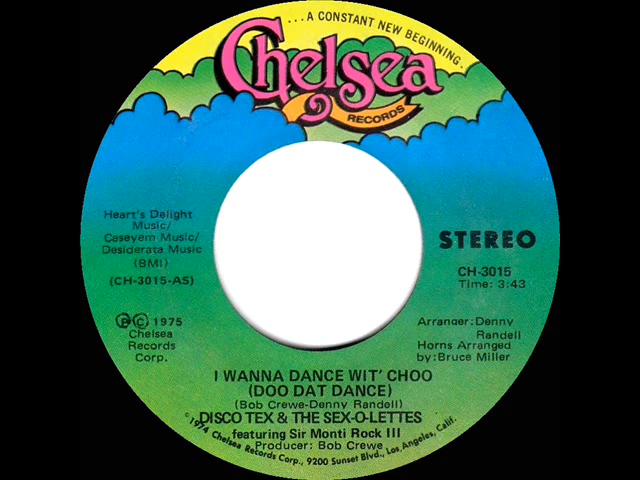 ...A CONSTANT NEW BEGINNING.
Chelsea
RECORDS
Heart's Delight
Music/
Caseyem Music/
Desiderata Music
(BMI)
(CH-3015-AS)
STEREO
CH-3015
Time: 3:43
Ⓟ Ⓒ 1975
Chelsea
Records
Corp.
Arranger: Denny
Randell
Horns Arranged
by: Bruce Miller
I WANNA DANCE WIT' CHOO
(DOO DAT DANCE)
(Bob Crewe-Denny Randell)
DISCO TEX & THE SEX-O-LETTES
featuring Sir Monti Rock III
Producer: Bob Crewe
©1974 Chelsea Records Corp., 9200 Sunset Blvd., Los Angeles, Calif.